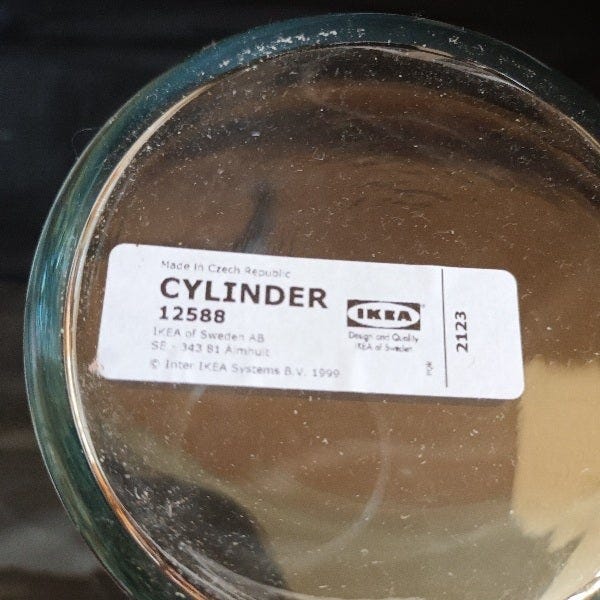 Made in Czech Republic
CYLINDER
12588
IKEA of Sweden AB
SE - 343 81 Älmhult
© Inter IKEA Systems B.V. 1999
IKEA
Design and Quality
IKEA of Sweden
2123